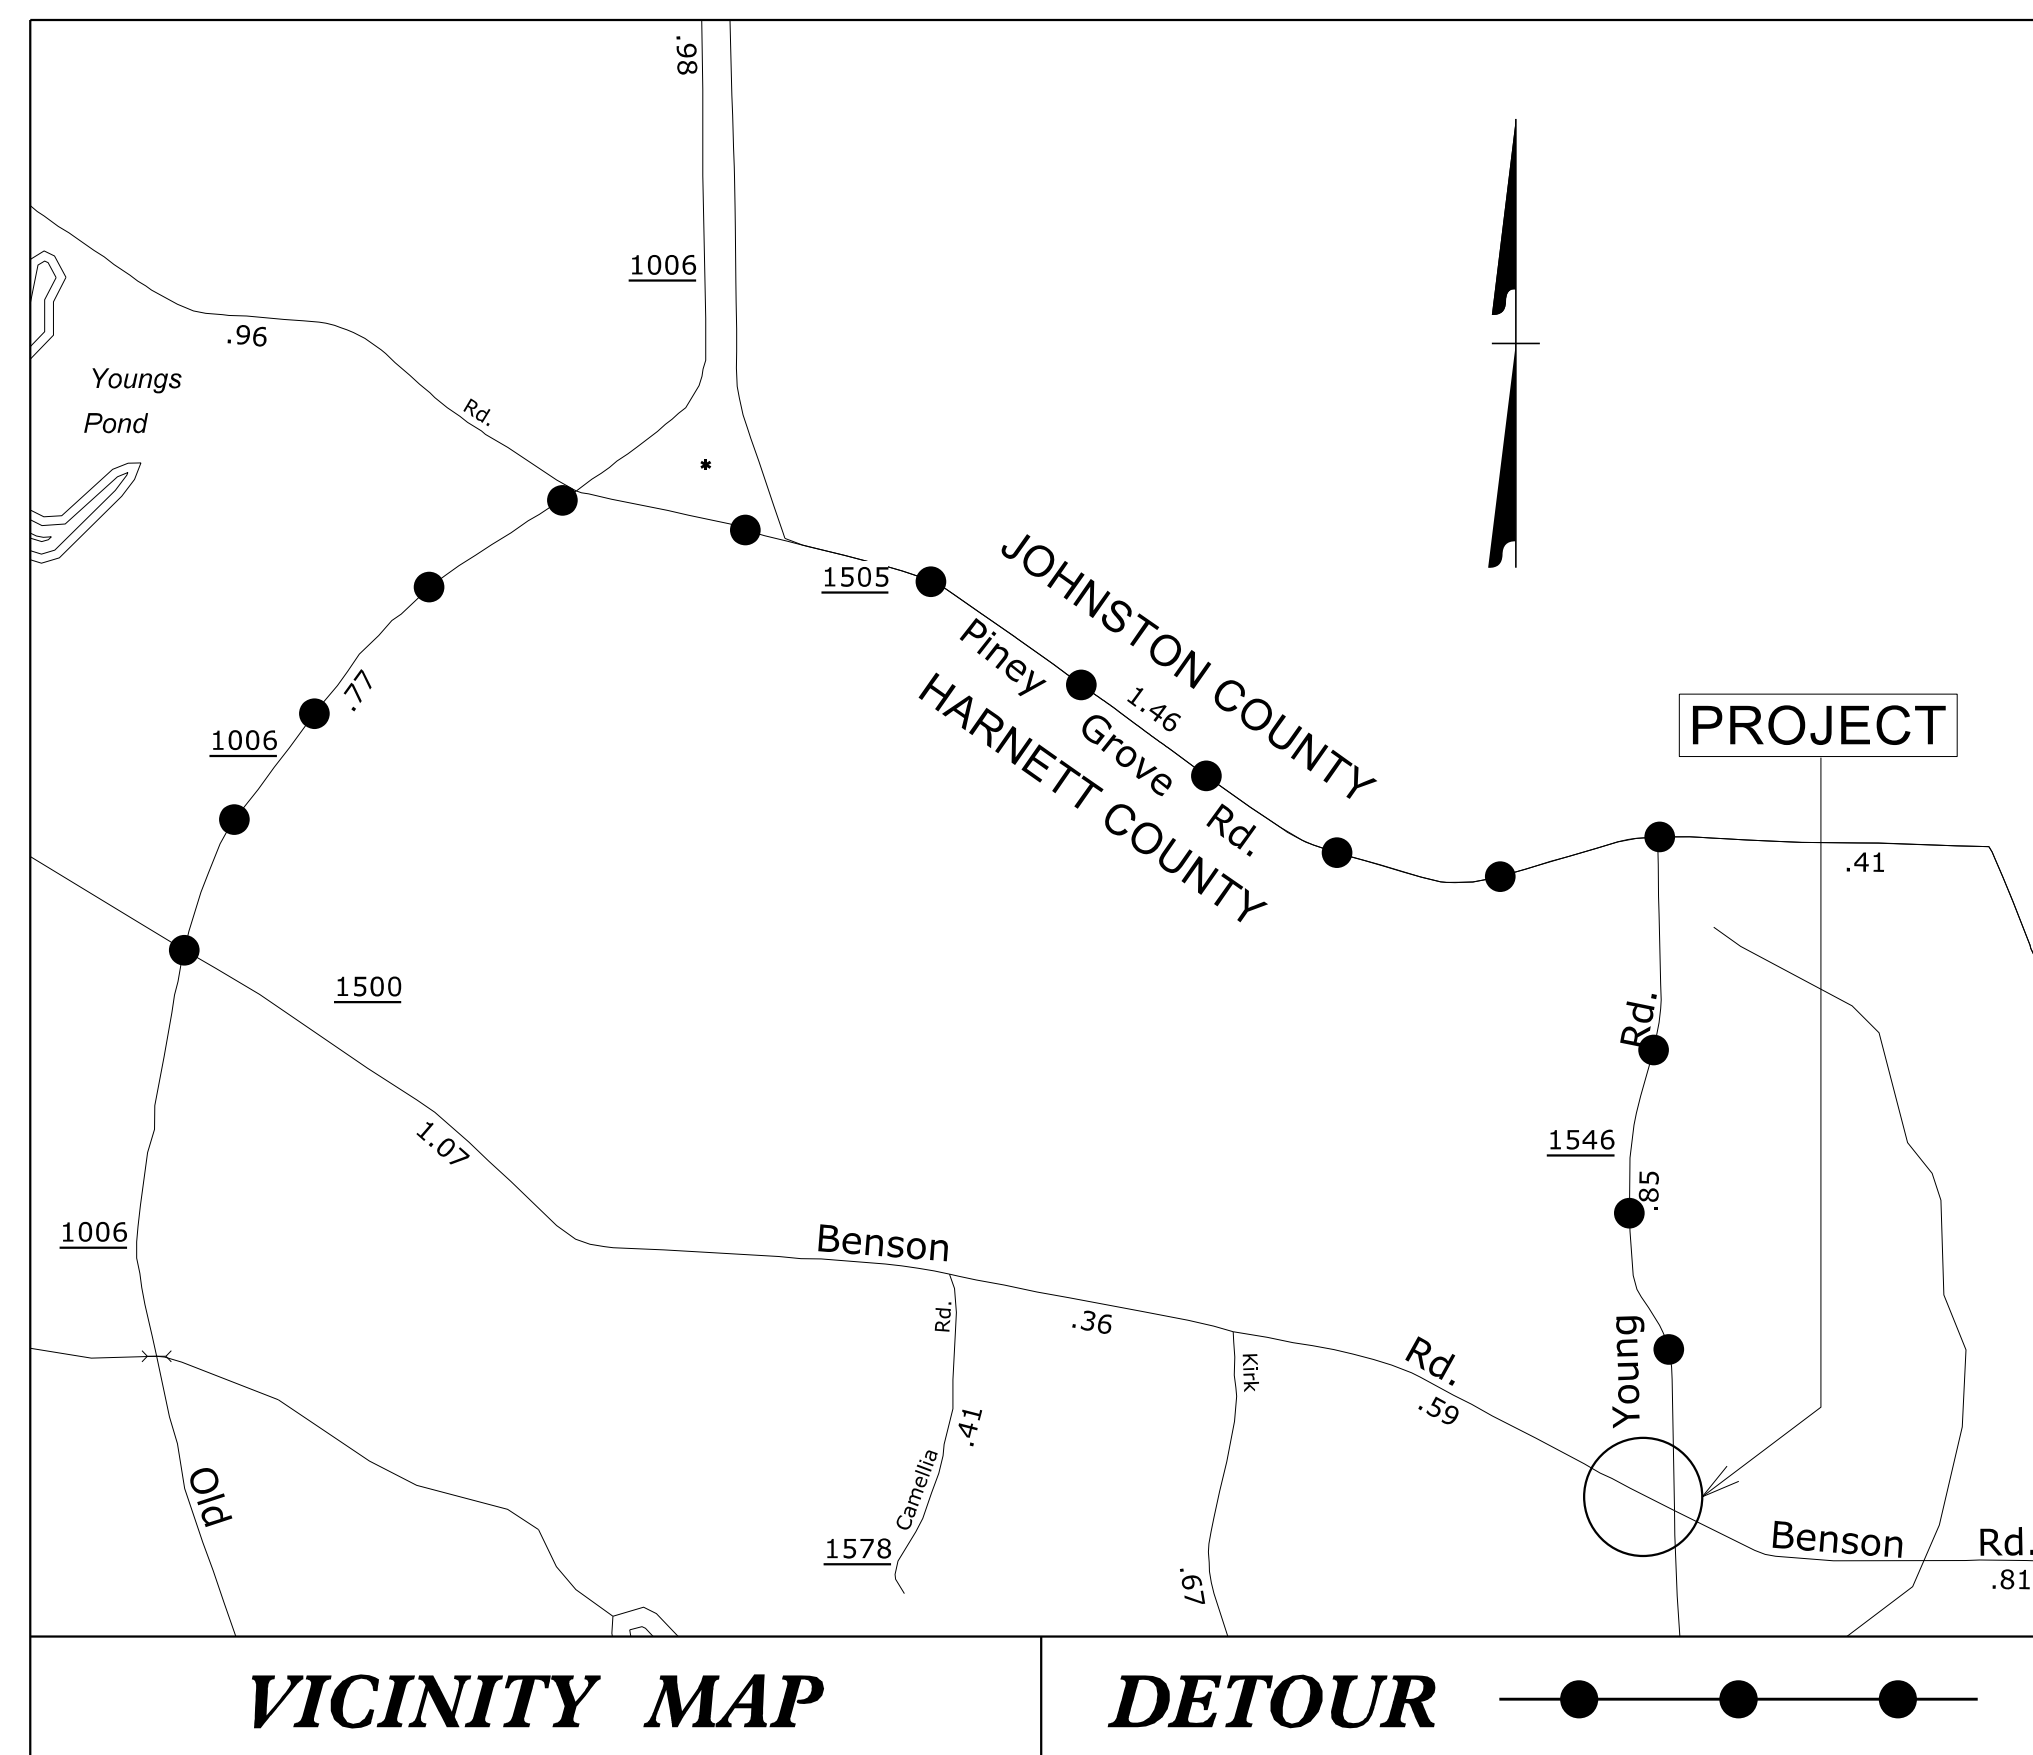 .98
1006
.96
Youngs
Pond
Rd.
*
1505
JOHNSTON COUNTY
Piney Grove Rd.
1.46
HARNETT COUNTY
PROJECT
.77
1006
.41
1500
Rd.
1.07
1546
.85
1006
Benson
Rd.
.36
Kirk
Rd.
.59
Young
.41
Camellia
Old
1578
.67
Benson Rd.
.81
VICINITY MAP
DETOUR